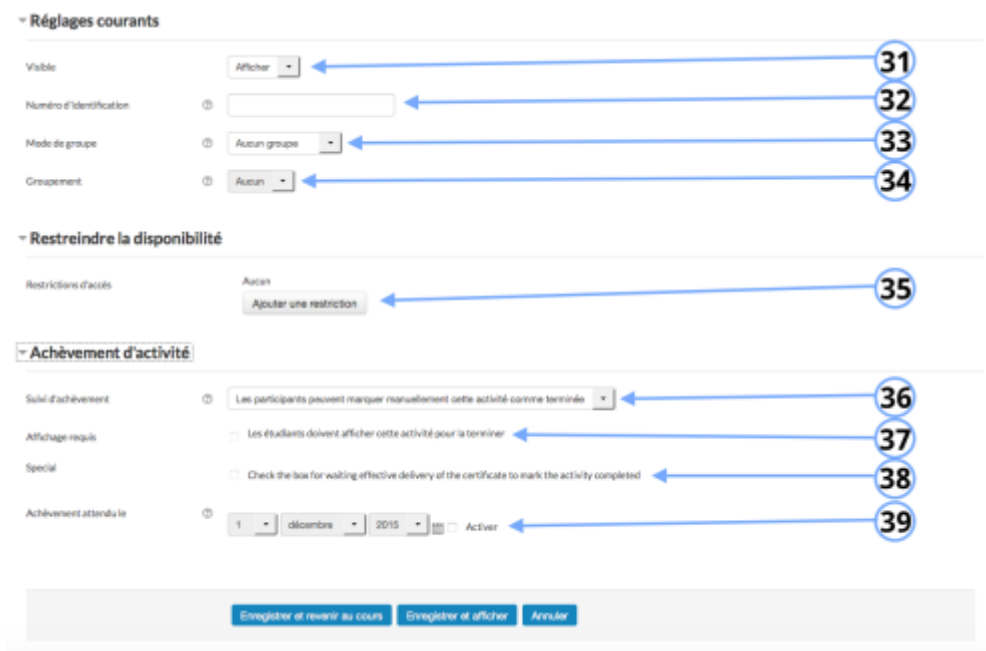 Réglages courants
Visible Afficher 31
Numéro d'identification 32
Mode de groupe Aucun groupe 33
Groupement Aucun 34
Restreindre la disponibilité
Restrictions d'accès Aucun
Ajouter une restriction 35
Achèvement d'activité
Suivi d'achèvement Les participants peuvent marquer manuellement cette activité comme terminée 36
Affichage requis Les étudiants doivent afficher cette activité pour la terminer 37
Special Check the box for waiting effective delivery of the certificate to mark the activity completed 38
Achèvement attendu le 1 décembre 2015 Activer 39
Enregistrer et revenir au cours Enregistrer et afficher Annuler